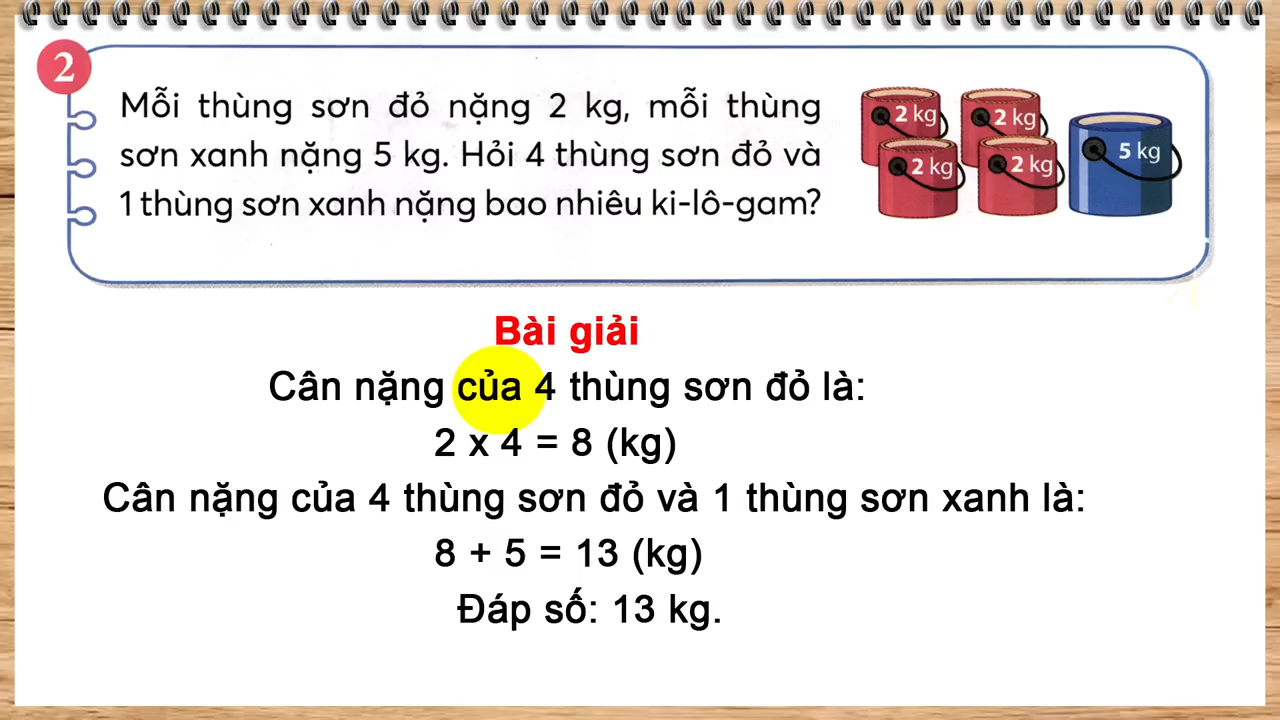 2
Mỗi thùng sơn đỏ nặng 2 kg, mỗi thùng
sơn xanh nặng 5 kg. Hỏi 4 thùng sơn đỏ và
1 thùng sơn xanh nặng bao nhiêu ki-lô-gam?
2 kg
2 kg
2 kg
2 kg
5 kg
Bài giải
Cân nặng của 4 thùng sơn đỏ là:
2 x 4 = 8 (kg)
Cân nặng của 4 thùng sơn đỏ và 1 thùng sơn xanh là:
8 + 5 = 13 (kg)
Đáp số: 13 kg.